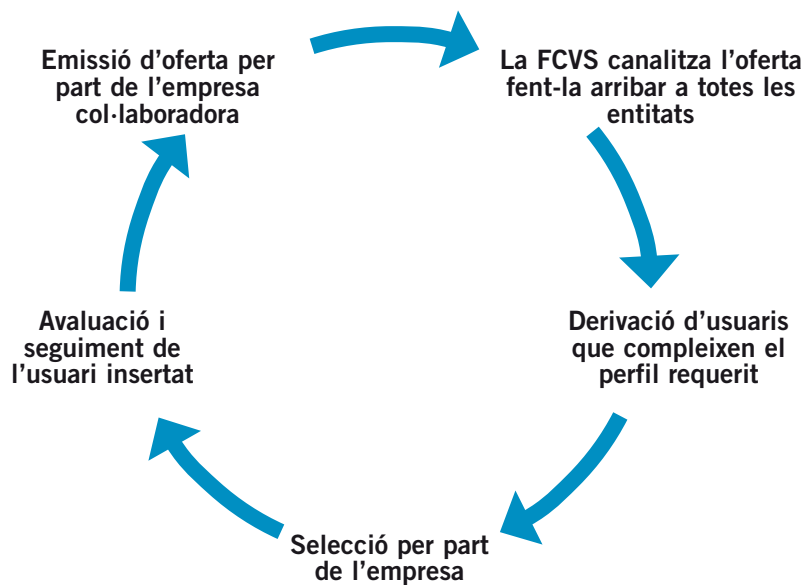 Emissió d’oferta per
part de l’empresa
col·laboradora
La FCVS canalitza l’oferta
fent-la arribar a totes les
entitats
Derivació d’usuaris
que compleixen el
perfil requerit
Selecció per part
de l’empresa
Avaluació i
seguiment de
l’usuari insertat